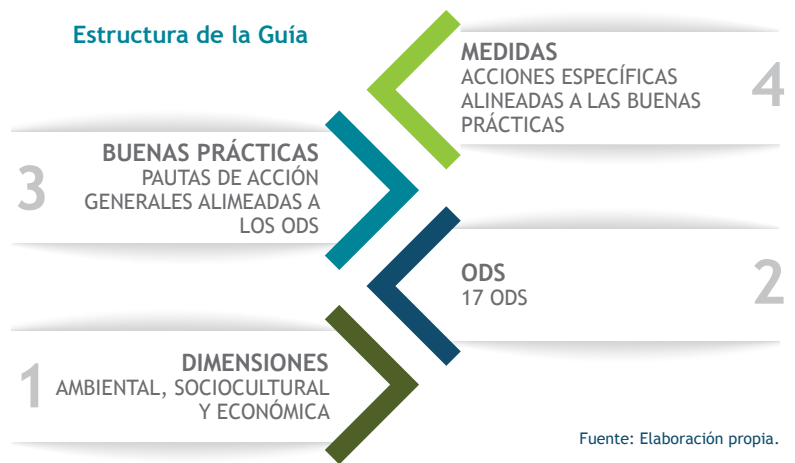 Estructura de la Guía
MEDIDAS
ACCIONES ESPECÍFICAS
ALINEADAS A LAS BUENAS
PRÁCTICAS
4
3
BUENAS PRÁCTICAS
PAUTAS DE ACCIÓN
GENERALES ALIMEADAS A
LOS ODS
ODS
17 ODS
2
1
DIMENSIONES
AMBIENTAL, SOCIOCULTURAL
Y ECONÓMICA
Fuente: Elaboración propia.